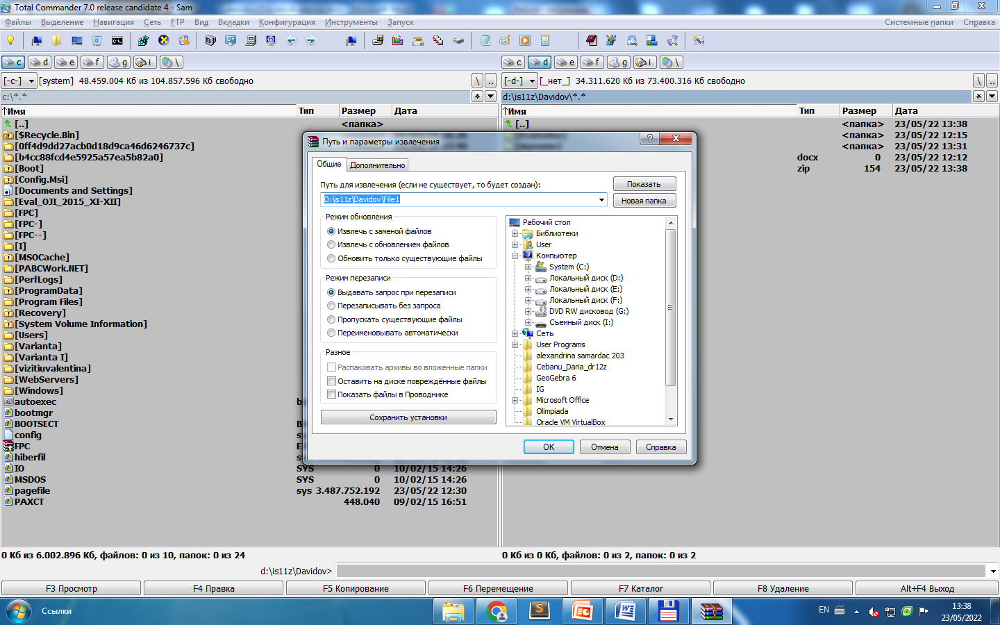 Total Commander 7.0 release candidate 4 - Sam
Файлы Выделение Навигация Сеть FTP Вид Вкладки Конфигурация Инструменты Запуск Системные папки Справка
c d e f g i \ c d e f g i \
[-c-] [system] 48.459.004 Кб из 104.857.596 Кб свободно \ .. [-d-] [_нет_] 34.311.620 Кб из 73.400.316 Кб свободно \ ..
c:\*.* * d:\is11z\Davidov\*.* *
Имя Тип Размер Дата Имя Тип Размер Дата
[..] <папка> [..] <папка> 23/05/22 13:38
[$Recycle.Bin] <папка> 23/05/22 12:15
[0ff4d9dd27acb0d18d9ca46d6246737c] <папка> 23/05/22 13:31
[b4cc88fcd4e5925a57ea5b82a0] docx 0 23/05/22 12:12
[Boot] zip 154 23/05/22 13:38
[Config.Msi]
[Documents and Settings]
[Eval_OJI_2015_XI-XII]
[FPC]
[FPC-]
[FPC--]
[I]
[MSOCache]
[PABCWork.NET]
[PerfLogs]
[ProgramData]
[Program Files]
[Recovery]
[System Volume Information]
[Users]
[Varianta]
[Varianta I]
[vizitiuvalentina]
[WebServers]
[Windows]
autoexec
bootmgr
BOOTSECT
config
FPC
hiberfil
IO SYS 0 10/02/15 14:26
MSDOS SYS 0 10/02/15 14:26
pagefile sys 3.487.752.192 23/05/22 12:30
PAXCT 448.040 09/02/15 16:51
Путь и параметры извлечения
Общие Дополнительно
Путь для извлечения (если не существует, то будет создан): Показать
D:\is11z\Davidov\File1 Новая папка
Режим обновления
Извлечь с заменой файлов
Извлечь с обновлением файлов
Обновить только существующие файлы
Режим перезаписи
Выдавать запрос при перезаписи
Перезаписывать без запроса
Пропускать существующие файлы
Переименовывать автоматически
Разное
Распаковать архивы во вложенные папки
Оставить на диске повреждённые файлы
Показать файлы в Проводнике
Сохранить установки
Рабочий стол
Библиотеки
User
Компьютер
System (C:)
Локальный диск (D:)
Локальный диск (E:)
Локальный диск (F:)
DVD RW дисковод (G:)
Съемный диск (I:)
Сеть
User Programs
alexandrina samardac 203
Cebanu_Daria_dr12z
GeoGebra 6
IG
Microsoft Office
Olimpiada
Oracle VM VirtualBox
OK Отмена Справка
0 Кб из 6.002.896 Кб, файлов: 0 из 10, папок: 0 из 24 0 Кб из 0 Кб, файлов: 0 из 2, папок: 0 из 2
d:\is11z\Davidov>
F3 Просмотр F4 Правка F5 Копирование F6 Перемещение F7 Каталог F8 Удаление Alt+F4 Выход
Ссылки EN 13:38
23/05/2022